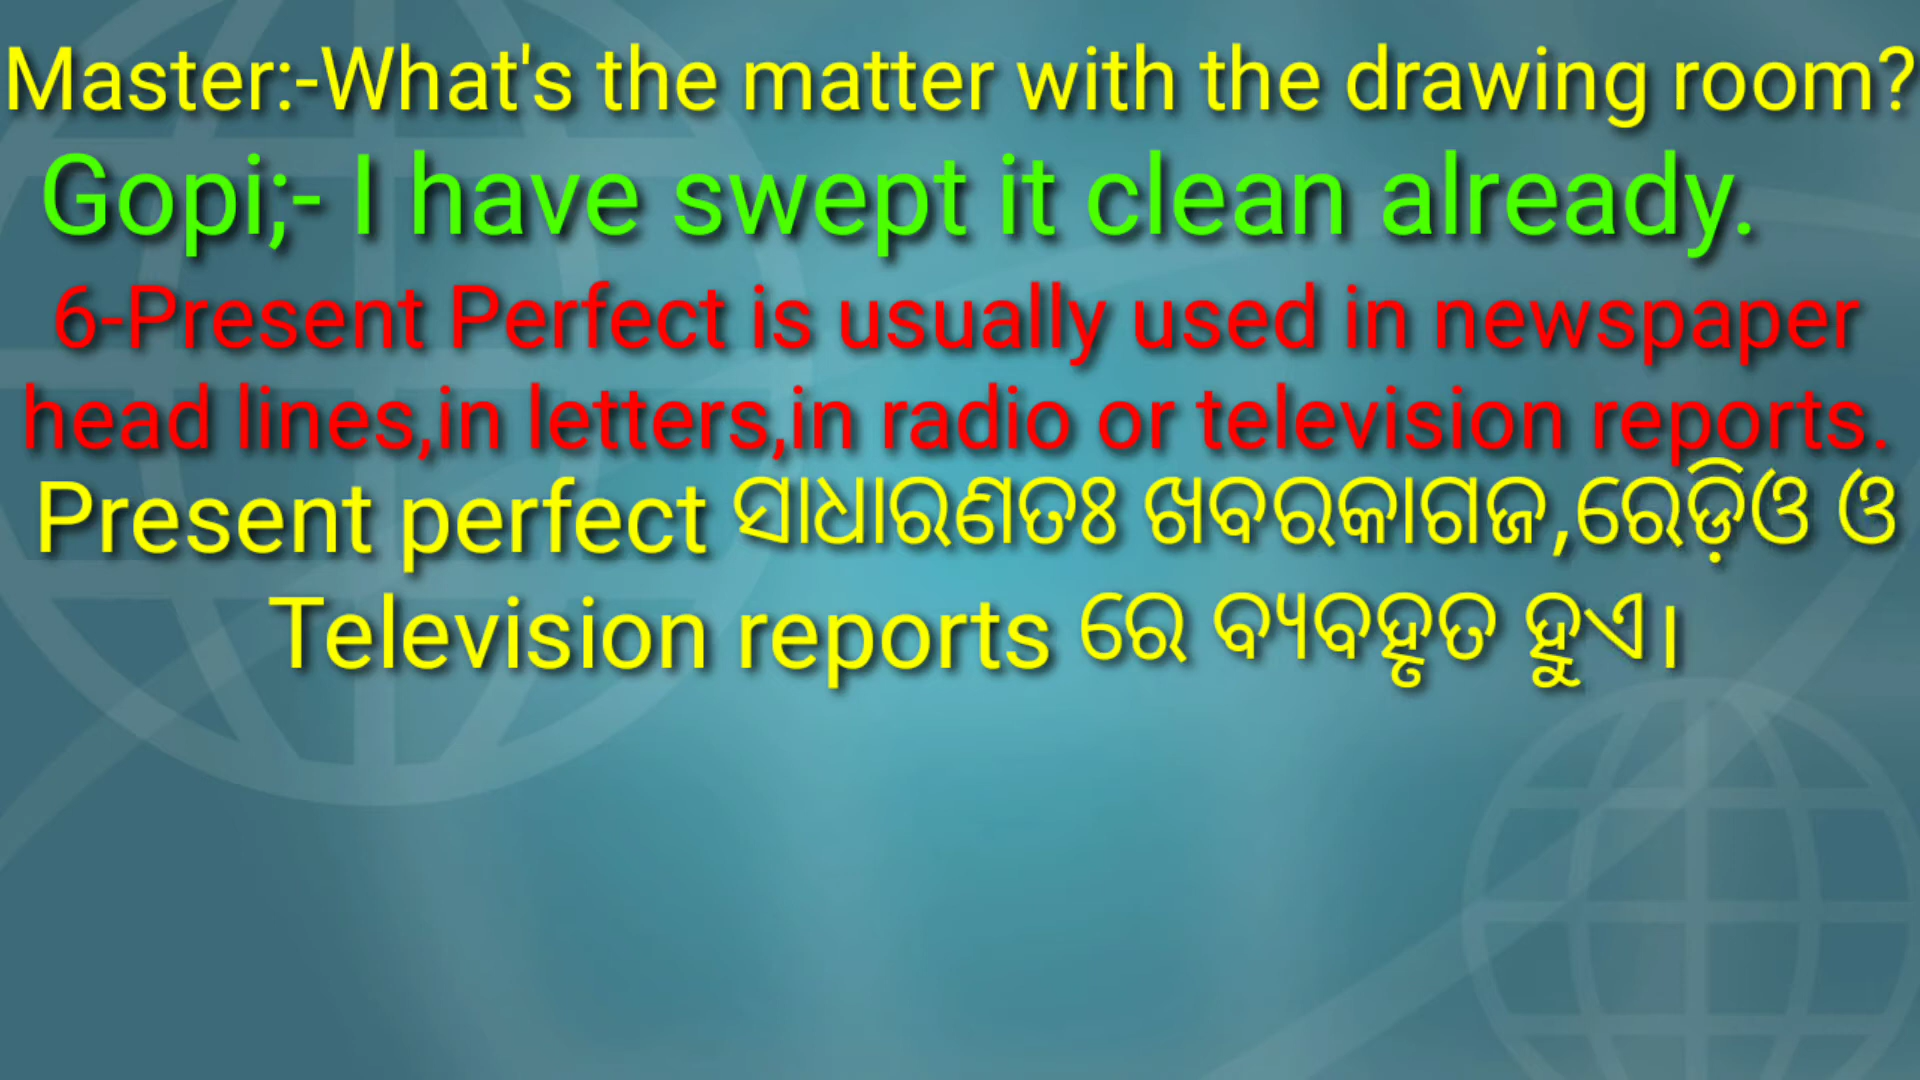 Master:-What's the matter with the drawing room?
Gopi;- I have swept it clean already.
6-Present Perfect is usually used in newspaper
head lines,in letters,in radio or television reports.
Present perfect ସାଧାରଣତଃ ଖବରକାଗଜ,ରେଡ଼ିଓ ଓ
Television reports ରେ ବ୍ୟବହୃତ ହୁଏ।